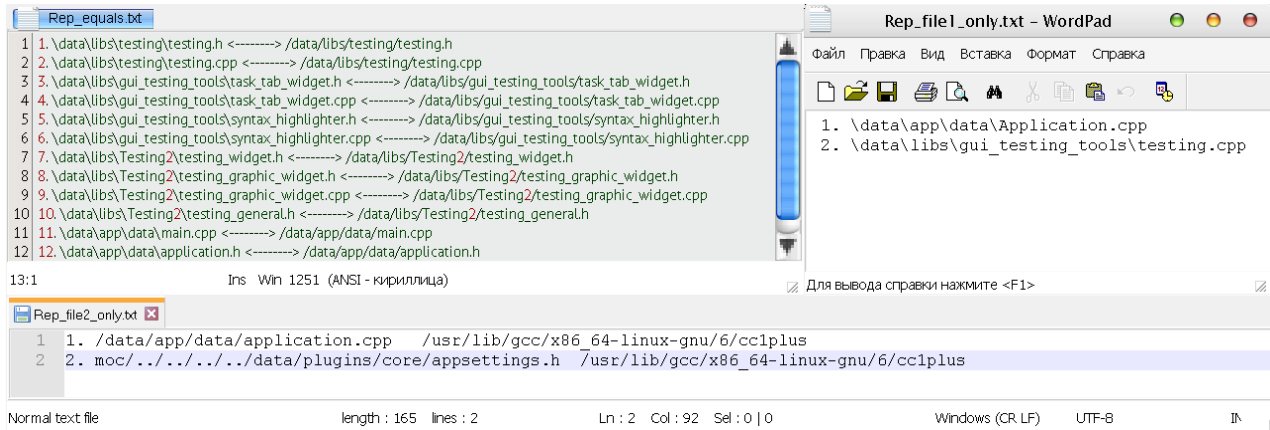 Rep_equals.txt
1 1. \data\libs\testing\testing.h <--------> /data/libs/testing/testing.h
2 2. \data\libs\testing\testing.cpp <--------> /data/libs/testing/testing.cpp
3 3. \data\libs\gui_testing_tools\task_tab_widget.h <--------> /data/libs/gui_testing_tools/task_tab_widget.h
4 4. \data\libs\gui_testing_tools\task_tab_widget.cpp <--------> /data/libs/gui_testing_tools/task_tab_widget.cpp
5 5. \data\libs\gui_testing_tools\syntax_highlighter.h <--------> /data/libs/gui_testing_tools/syntax_highlighter.h
6 6. \data\libs\gui_testing_tools\syntax_highlighter.cpp <--------> /data/libs/gui_testing_tools/syntax_highlighter.cpp
7 7. \data\libs\Testing2\testing_widget.h <--------> /data/libs/Testing2/testing_widget.h
8 8. \data\libs\Testing2\testing_graphic_widget.h <--------> /data/libs/Testing2/testing_graphic_widget.h
9 9. \data\libs\Testing2\testing_graphic_widget.cpp <--------> /data/libs/Testing2/testing_graphic_widget.cpp
10 10. \data\libs\Testing2\testing_general.h <--------> /data/libs/Testing2/testing_general.h
11 11. \data\app\data\main.cpp <--------> /data/app/data/main.cpp
12 12. \data\app\data\application.h <--------> /data/app/data/application.h
13:1 Ins Win 1251 (ANSI - кириллица)
Rep_file1_only.txt - WordPad
Файл Правка Вид Вставка Формат Справка
1. \data\app\data\Application.cpp
2. \data\libs\gui_testing_tools\testing.cpp
Для вывода справки нажмите <F1>
Rep_file2_only.txt
1 1. /data/app/data/application.cpp /usr/lib/gcc/x86_64-linux-gnu/6/cc1plus
2 2. moc/../../../../data/plugins/core/appsettings.h /usr/lib/gcc/x86_64-linux-gnu/6/cc1plus
Normal text file length : 165 lines : 2 Ln : 2 Col : 92 Sel : 0 | 0 Windows (CR LF) UTF-8